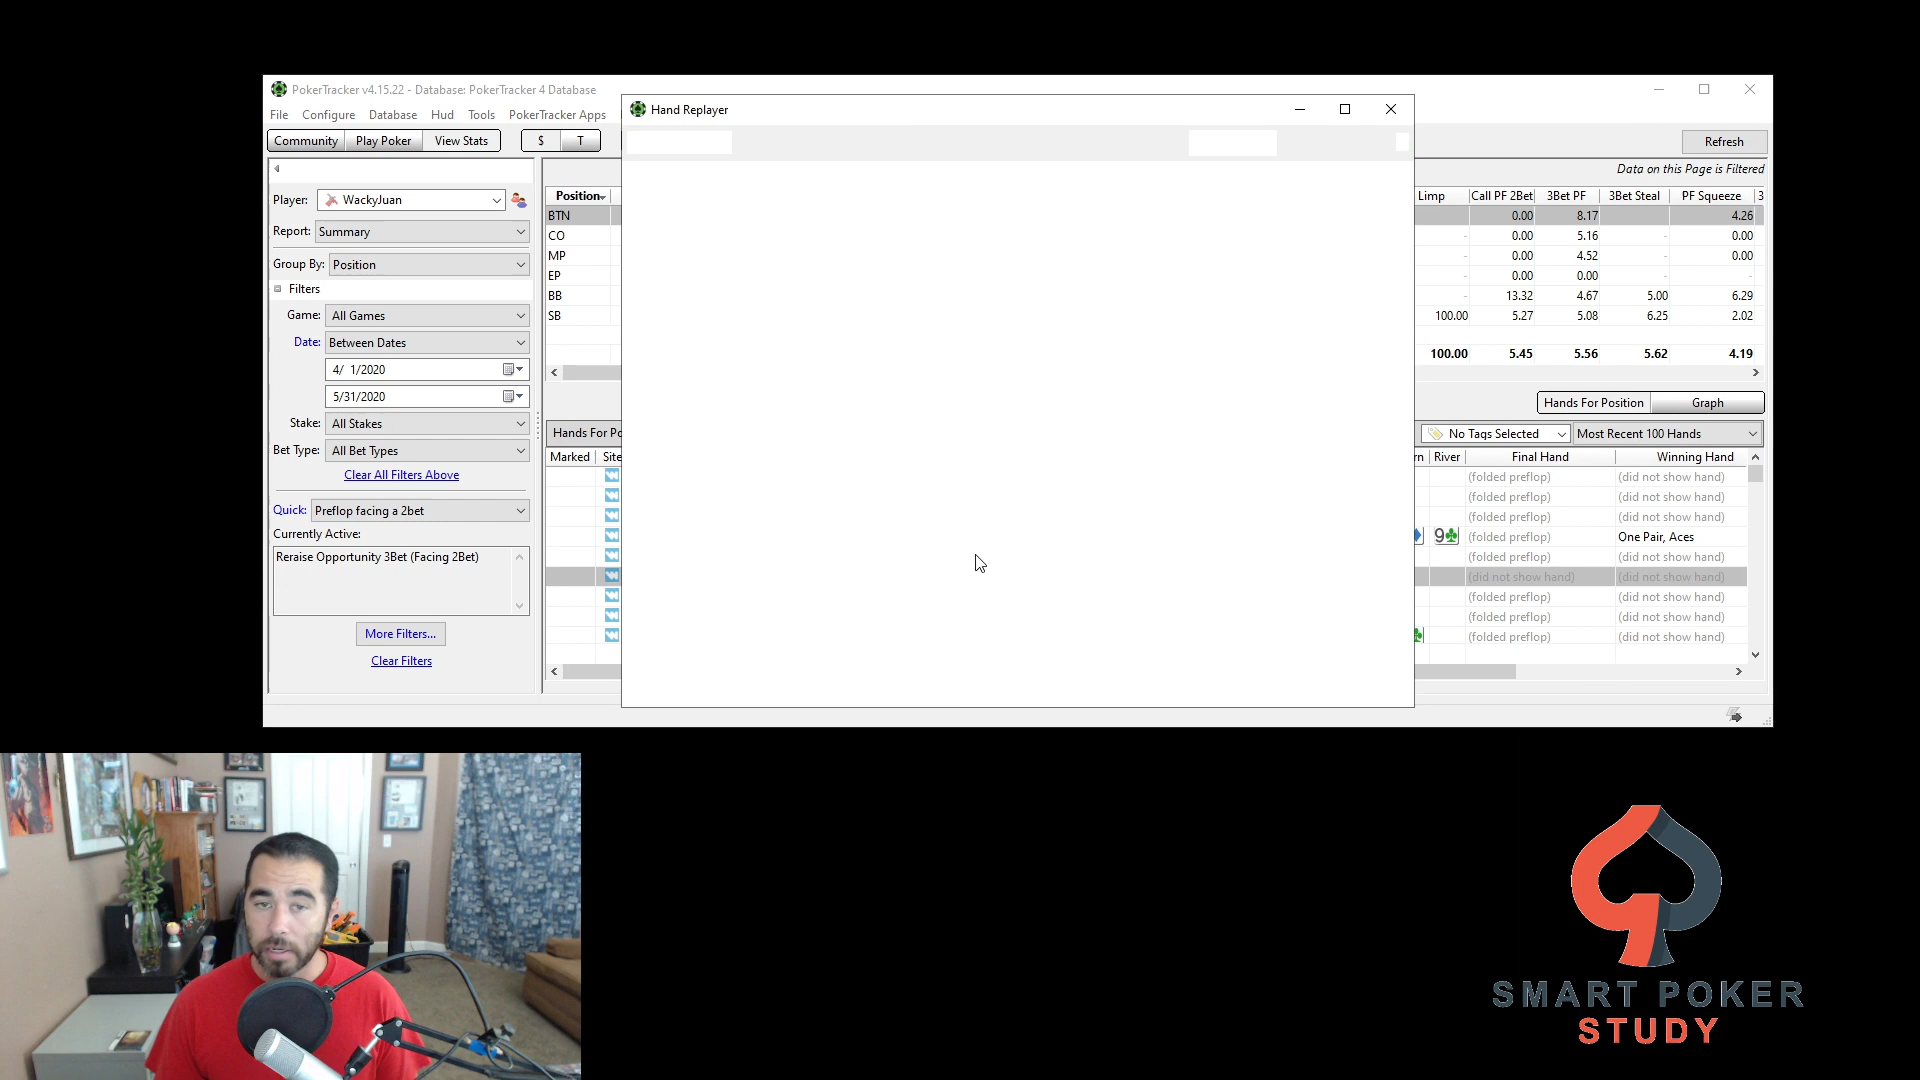 PokerTracker v4.15.22 - Database: PokerTracker 4 Database
File Configure Database Hud Tools PokerTracker Apps
Community Play Poker View Stats $ T
Hand Replayer
Refresh
Data on this Page is Filtered
Player: WackyJuan
Report: Summary
Group By: Position
Filters
Game: All Games
Date: Between Dates
4/ 1/2020
5/31/2020
Stake: All Stakes
Bet Type: All Bet Types
Clear All Filters Above
Quick: Preflop facing a 2bet
Currently Active:
Reraise Opportunity 3Bet (Facing 2Bet)
More Filters...
Clear Filters
Position
BTN
CO
MP
EP
BB
SB
Limp Call PF 2Bet 3Bet PF 3Bet Steal PF Squeeze 3
0.00 8.17 4.26
- 0.00 5.16 - 0.00
- 0.00 4.52 - 0.00
- 0.00 0.00 - -
- 13.32 4.67 5.00 6.29
100.00 5.27 5.08 6.25 2.02
100.00 5.45 5.56 5.62 4.19
Hands For Position Graph
Hands For Po
No Tags Selected Most Recent 100 Hands
Marked Site
rn River Final Hand Winning Hand
(folded preflop) (did not show hand)
(folded preflop) (did not show hand)
(folded preflop) (did not show hand)
9♣ (folded preflop) One Pair, Aces
(folded preflop) (did not show hand)
(did not show hand) (did not show hand)
(folded preflop) (did not show hand)
(folded preflop) (did not show hand)
(folded preflop) (did not show hand)
SMART POKER
STUDY